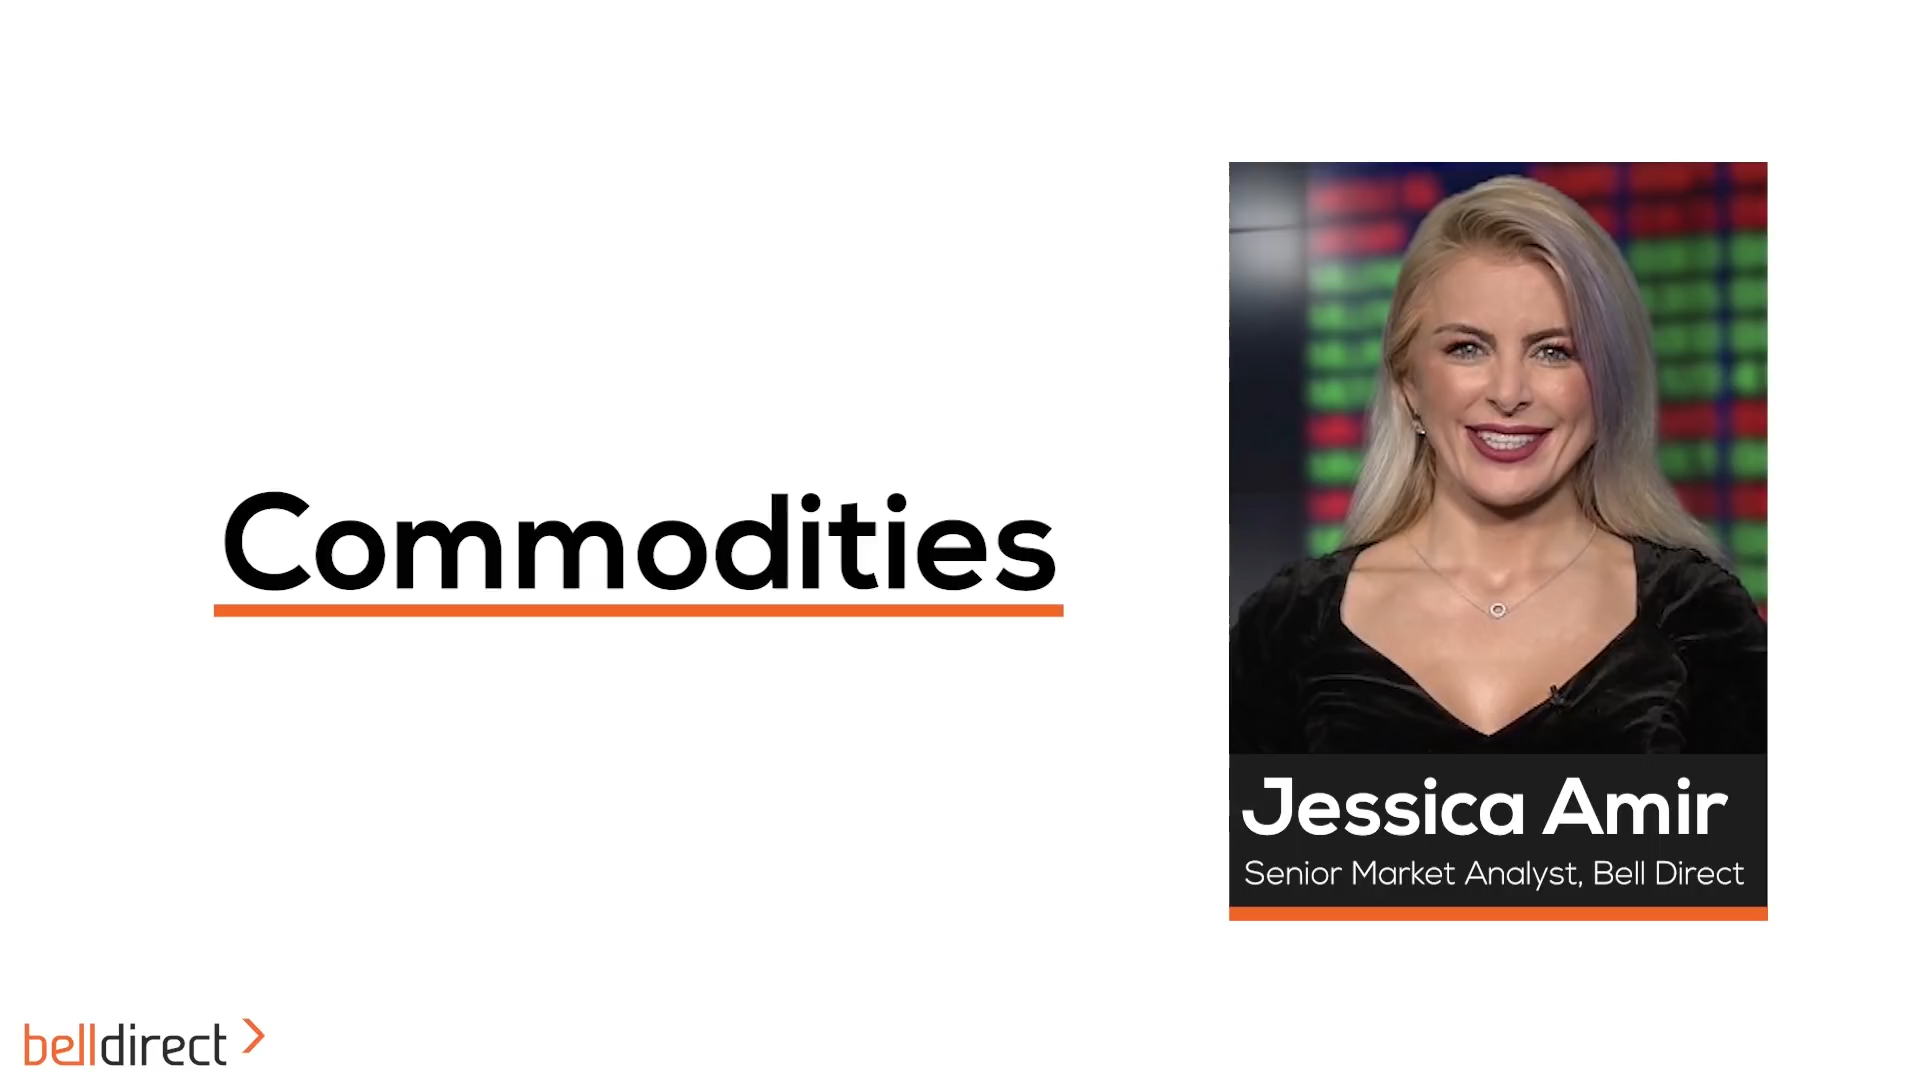 Commodities
Jessica Amir
Senior Market Analyst, Bell Direct
belldirect